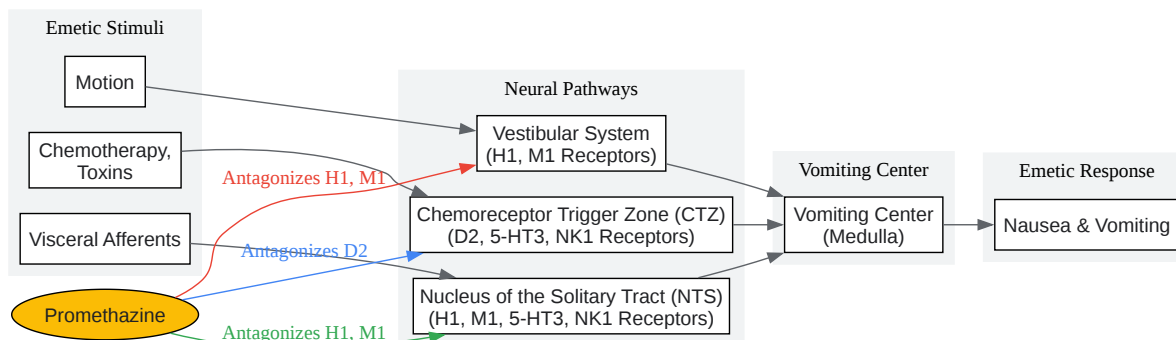 Emetic Stimuli
Motion
Chemotherapy,
Toxins
Visceral Afferents
Promethazine
Antagonizes H1, M1
Antagonizes D2
Antagonizes H1, M1
Neural Pathways
Vestibular System
(H1, M1 Receptors)
Chemoreceptor Trigger Zone (CTZ)
(D2, 5-HT3, NK1 Receptors)
Nucleus of the Solitary Tract (NTS)
(H1, M1, 5-HT3, NK1 Receptors)
Vomiting Center
Vomiting Center
(Medulla)
Emetic Response
Nausea & Vomiting